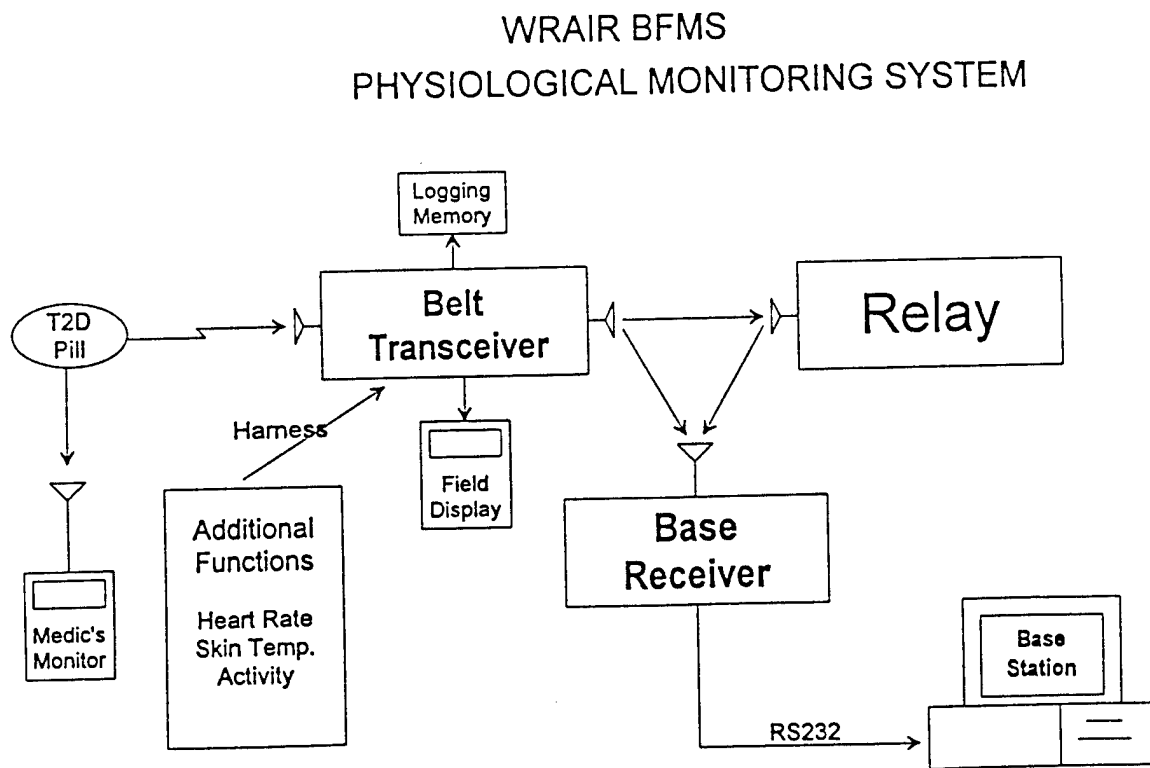 WRAIR BFMS
PHYSIOLOGICAL MONITORING SYSTEM
Logging
Memory
T2D
Pill
Belt
Transceiver
Relay
Harness
Field
Display
Additional
Functions
Heart Rate
Skin Temp.
Activity
Medic's
Monitor
Base
Receiver
Base
Station
RS232